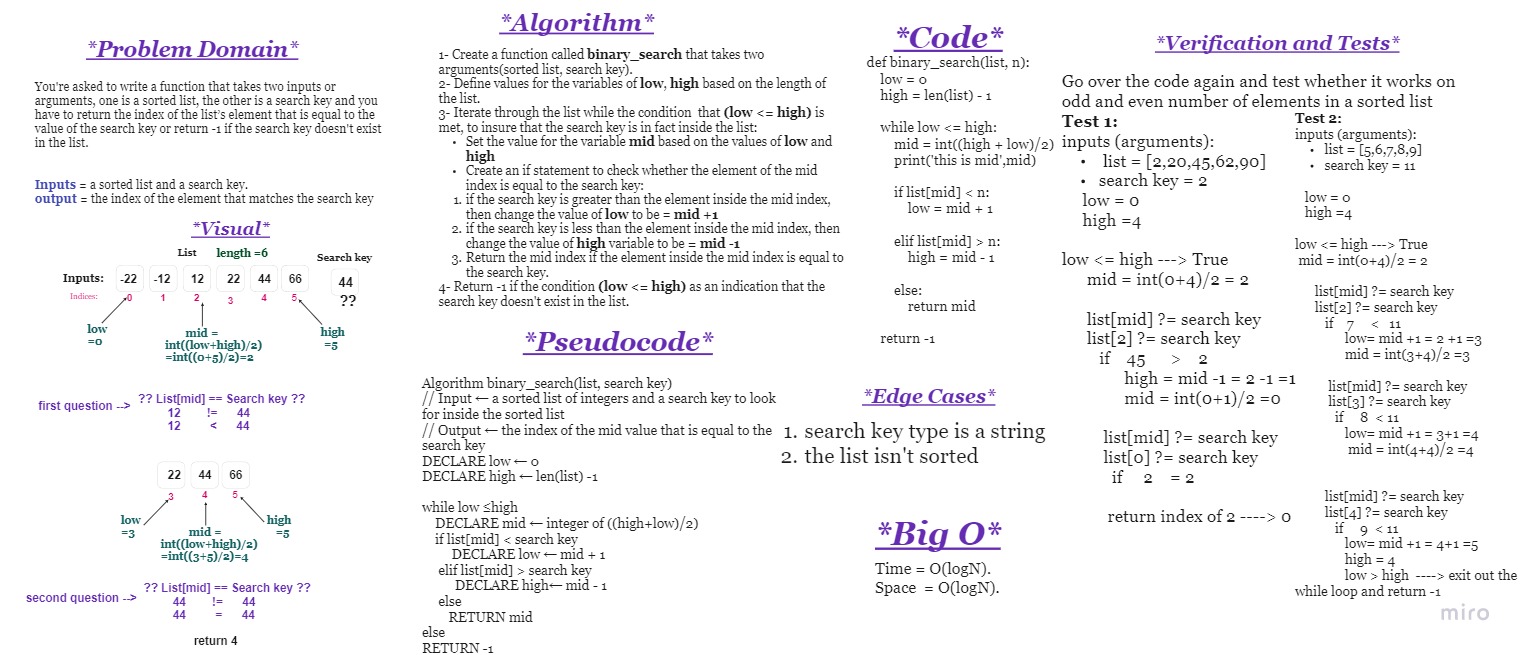 *Problem Domain*
You're asked to write a function that takes two inputs or
arguments, one is a sorted list, the other is a search key and you
have to return the index of the list's element that is equal to the
value of the search key or return -1 if the search key doesn't exist
in the list.
Inputs = a sorted list and a search key.
output = the index of the element that matches the search key
*Visual*
List length =6 Search key
Inputs: -22 -12 12 22 44 66 44
Indices: 0 1 2 3 4 5 ??
low
=0
mid =
int((low+high)/2)
=int((0+5)/2)=2
high
=5
first question --> ?? List[mid] == Search key ??
12 != 44
12 < 44
22 44 66
3 4 5
low
=3
mid =
int((low+high)/2)
=int((3+5)/2)=4
high
=5
second question --> ?? List[mid] == Search key ??
44 != 44
44 = 44
return 4
*Algorithm*
1- Create a function called binary_search that takes two
arguments(sorted list, search key).
2- Define values for the variables of low, high based on the length of
the list.
3- Iterate through the list while the condition that (low <= high) is
met, to insure that the search key is in fact inside the list:
• Set the value for the variable mid based on the values of low and
high
• Create an if statement to check whether the element of the mid
index is equal to the search key:
1. if the search key is greater than the element inside the mid index,
then change the value of low to be = mid +1
2. if the search key is less than the element inside the mid index, then
change the value of high variable to be = mid -1
3. Return the mid index if the element inside the mid index is equal to
the search key.
4- Return -1 if the condition (low <= high) as an indication that the
search key doesn't exist in the list.
*Pseudocode*
Algorithm binary_search(list, search key)
// Input ← a sorted list of integers and a search key to look
for inside the sorted list
// Output ← the index of the mid value that is equal to the
search key
DECLARE low ← 0
DECLARE high ← len(list) -1
while low ≤high
DECLARE mid ← integer of ((high+low)/2)
if list[mid] < search key
DECLARE low ← mid + 1
elif list[mid] > search key
DECLARE high← mid - 1
else
RETURN mid
else
RETURN -1
*Code*
def binary_search(list, n):
low = 0
high = len(list) - 1
while low <= high:
mid = int((high + low)/2)
print('this is mid',mid)
if list[mid] < n:
low = mid + 1
elif list[mid] > n:
high = mid - 1
else:
return mid
return -1
*Edge Cases*
1. search key type is a string
2. the list isn't sorted
*Big O*
Time = O(logN).
Space = O(logN).
*Verification and Tests*
Go over the code again and test whether it works on
odd and even number of elements in a sorted list
Test 1:
inputs (arguments):
• list = [2,20,45,62,90]
• search key = 2
low = 0
high =4
low <= high ---> True
mid = int(0+4)/2 = 2
list[mid] ?= search key
list[2] ?= search key
if 45 > 2
high = mid -1 = 2 -1 =1
mid = int(0+1)/2 =0
list[mid] ?= search key
list[0] ?= search key
if 2 = 2
return index of 2 ----> 0
Test 2:
inputs (arguments):
• list = [5,6,7,8,9]
• search key = 11
low = 0
high =4
low <= high ---> True
mid = int(0+4)/2 = 2
list[mid] ?= search key
list[2] ?= search key
if 7 < 11
low= mid +1 = 2 +1 =3
mid = int(3+4)/2 =3
list[mid] ?= search key
list[3] ?= search key
if 8 < 11
low= mid +1 = 3+1 =4
mid = int(4+4)/2 =4
list[mid] ?= search key
list[4] ?= search key
if 9 < 11
low= mid +1 = 4+1 =5
high = 4
low > high ----> exit out the
while loop and return -1
miro